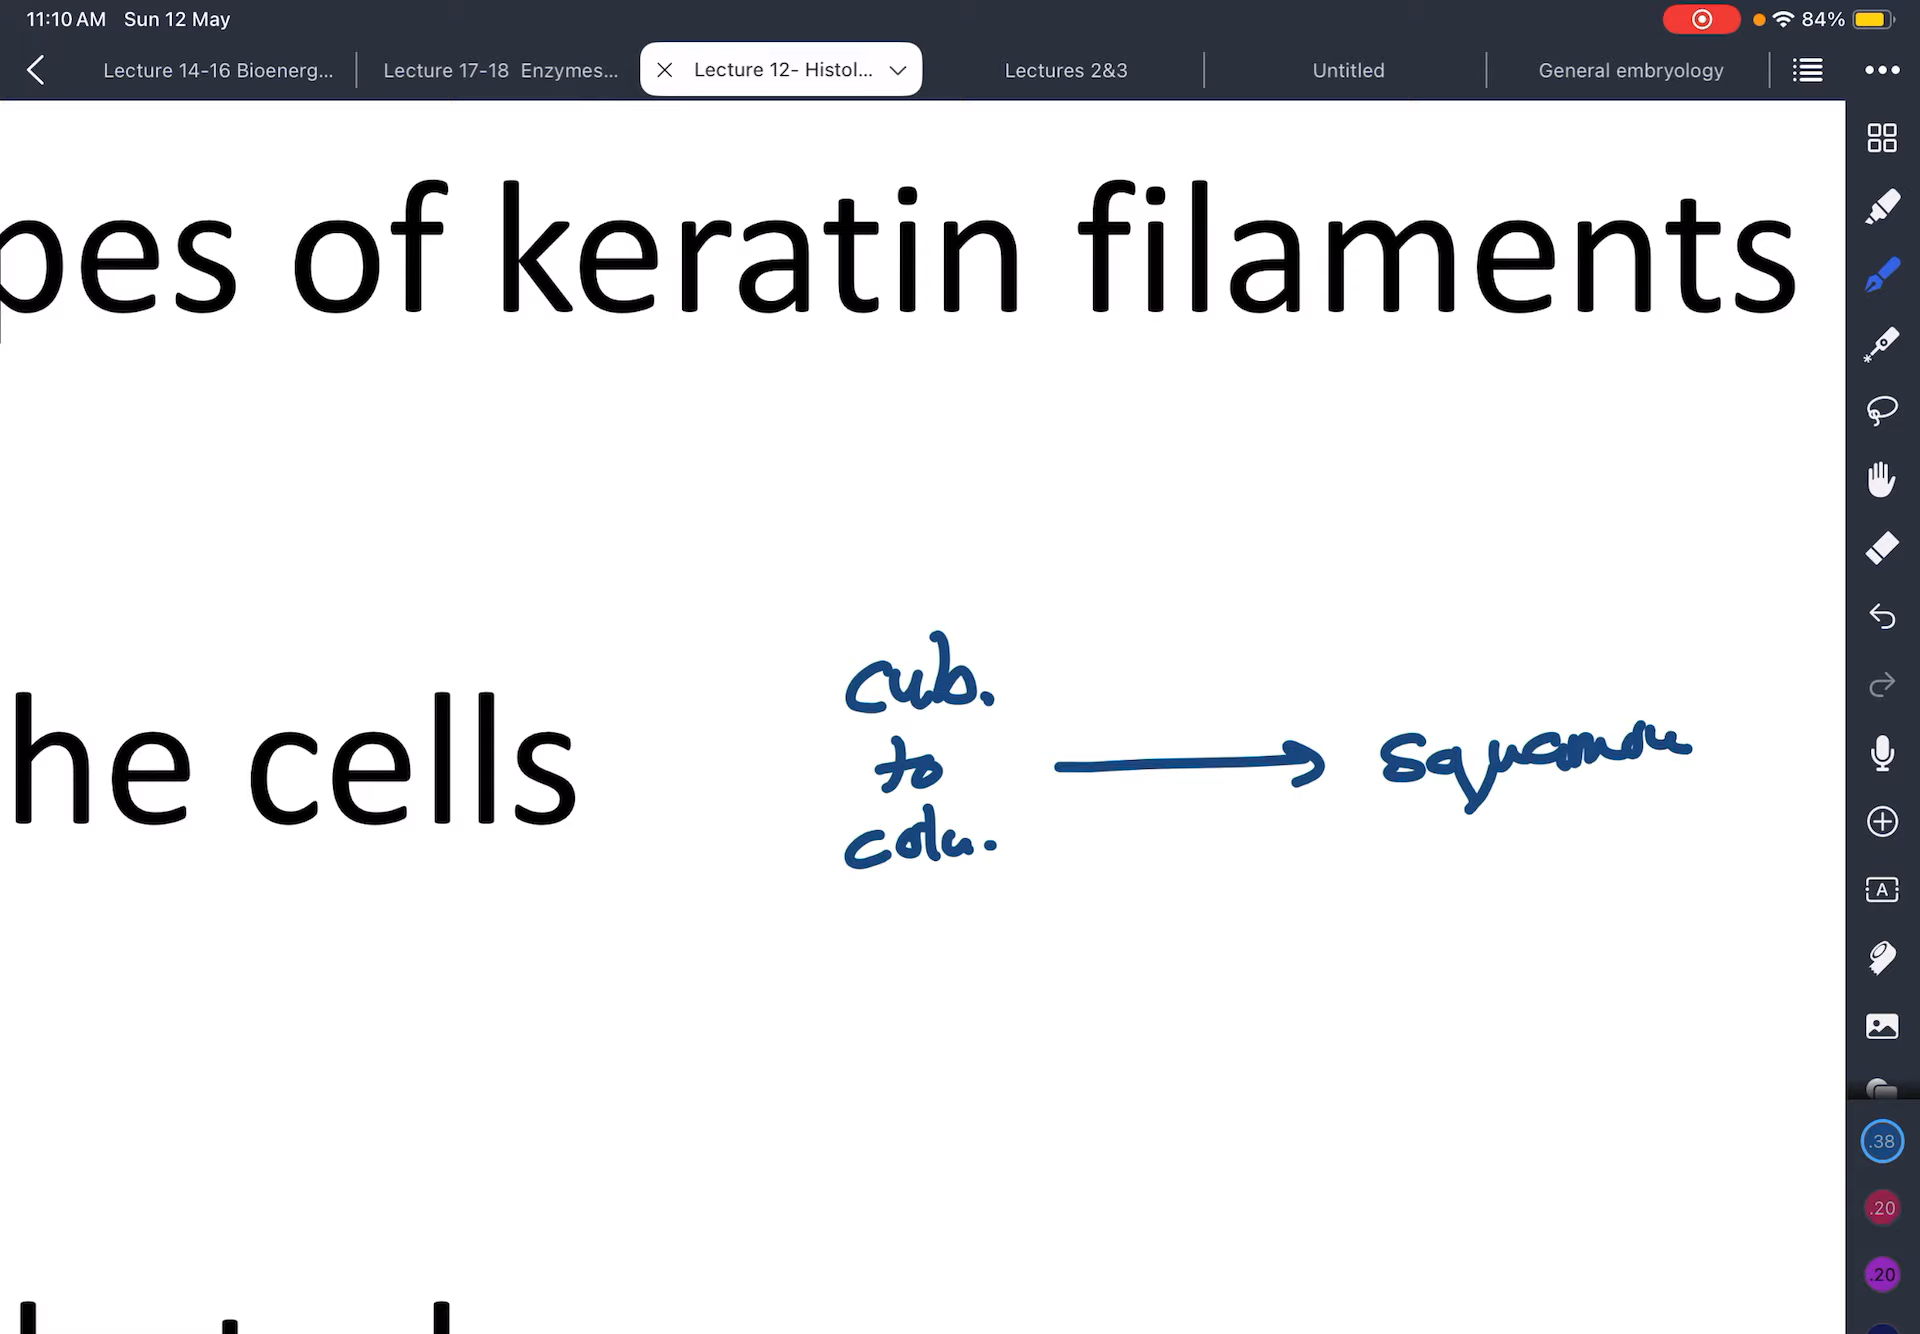 11:10 AM Sun 12 May 84%
Lecture 14-16 Bioenerg... Lecture 17-18 Enzymes... Lecture 12- Histol... Lectures 2&3 Untitled General embryology
pes of keratin filaments
cub.
he cells to → squamou
colu.
A
.38
.20
.20